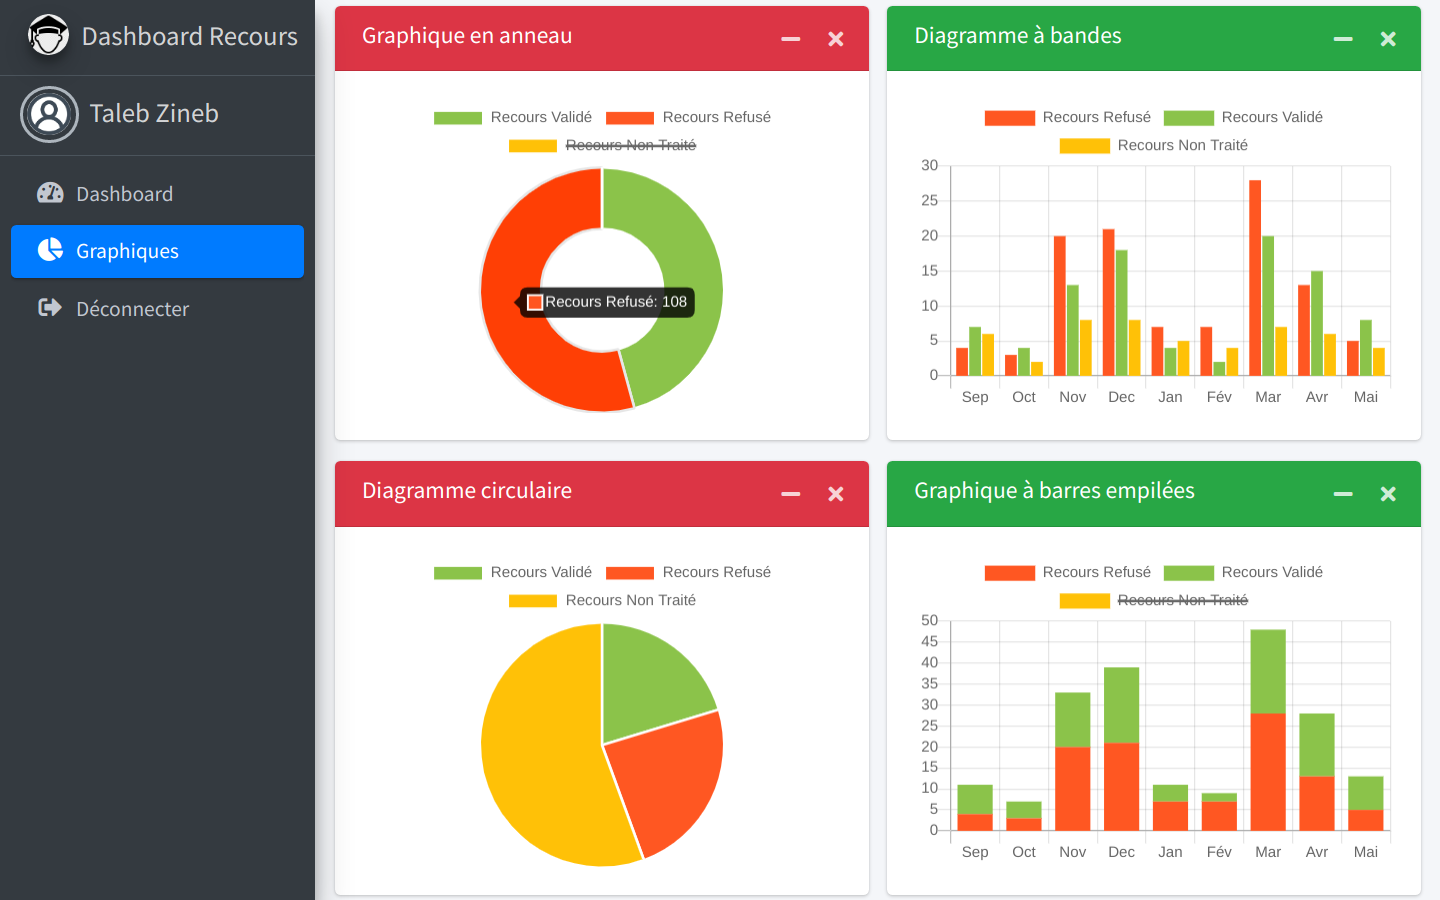 Dashboard Recours
Taleb Zineb
Dashboard
Graphiques
Déconnecter
Graphique en anneau
Recours Validé Recours Refusé
Recours Non Traité
Recours Refusé: 108
Diagramme à bandes
Recours Refusé Recours Validé
Recours Non Traité
30
25
20
15
10
5
0
Sep Oct Nov Dec Jan Fév Mar Avr Mai
Diagramme circulaire
Recours Validé Recours Refusé
Recours Non Traité
Graphique à barres empilées
Recours Refusé Recours Validé
Recours Non Traité
50
45
40
35
30
25
20
15
10
5
0
Sep Oct Nov Dec Jan Fév Mar Avr Mai